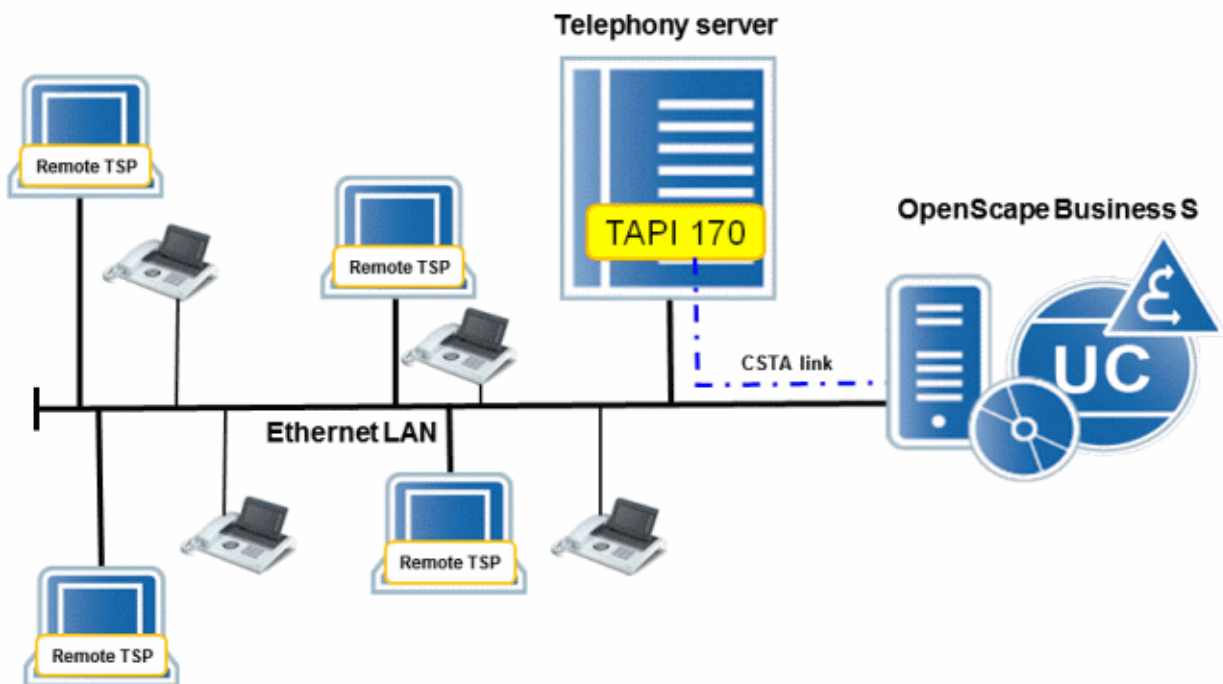 Telephony server
Remote TSP
TAPI 170
OpenScape Business S
Remote TSP
CSTA link
UC
Ethernet LAN
Remote TSP
Remote TSP